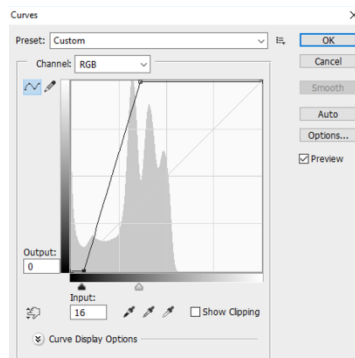 Curves
Preset: Custom
OK
Channel: RGB
Cancel
Smooth
Auto
Options...
Preview
Output:
0
Input:
16
Show Clipping
Curve Display Options